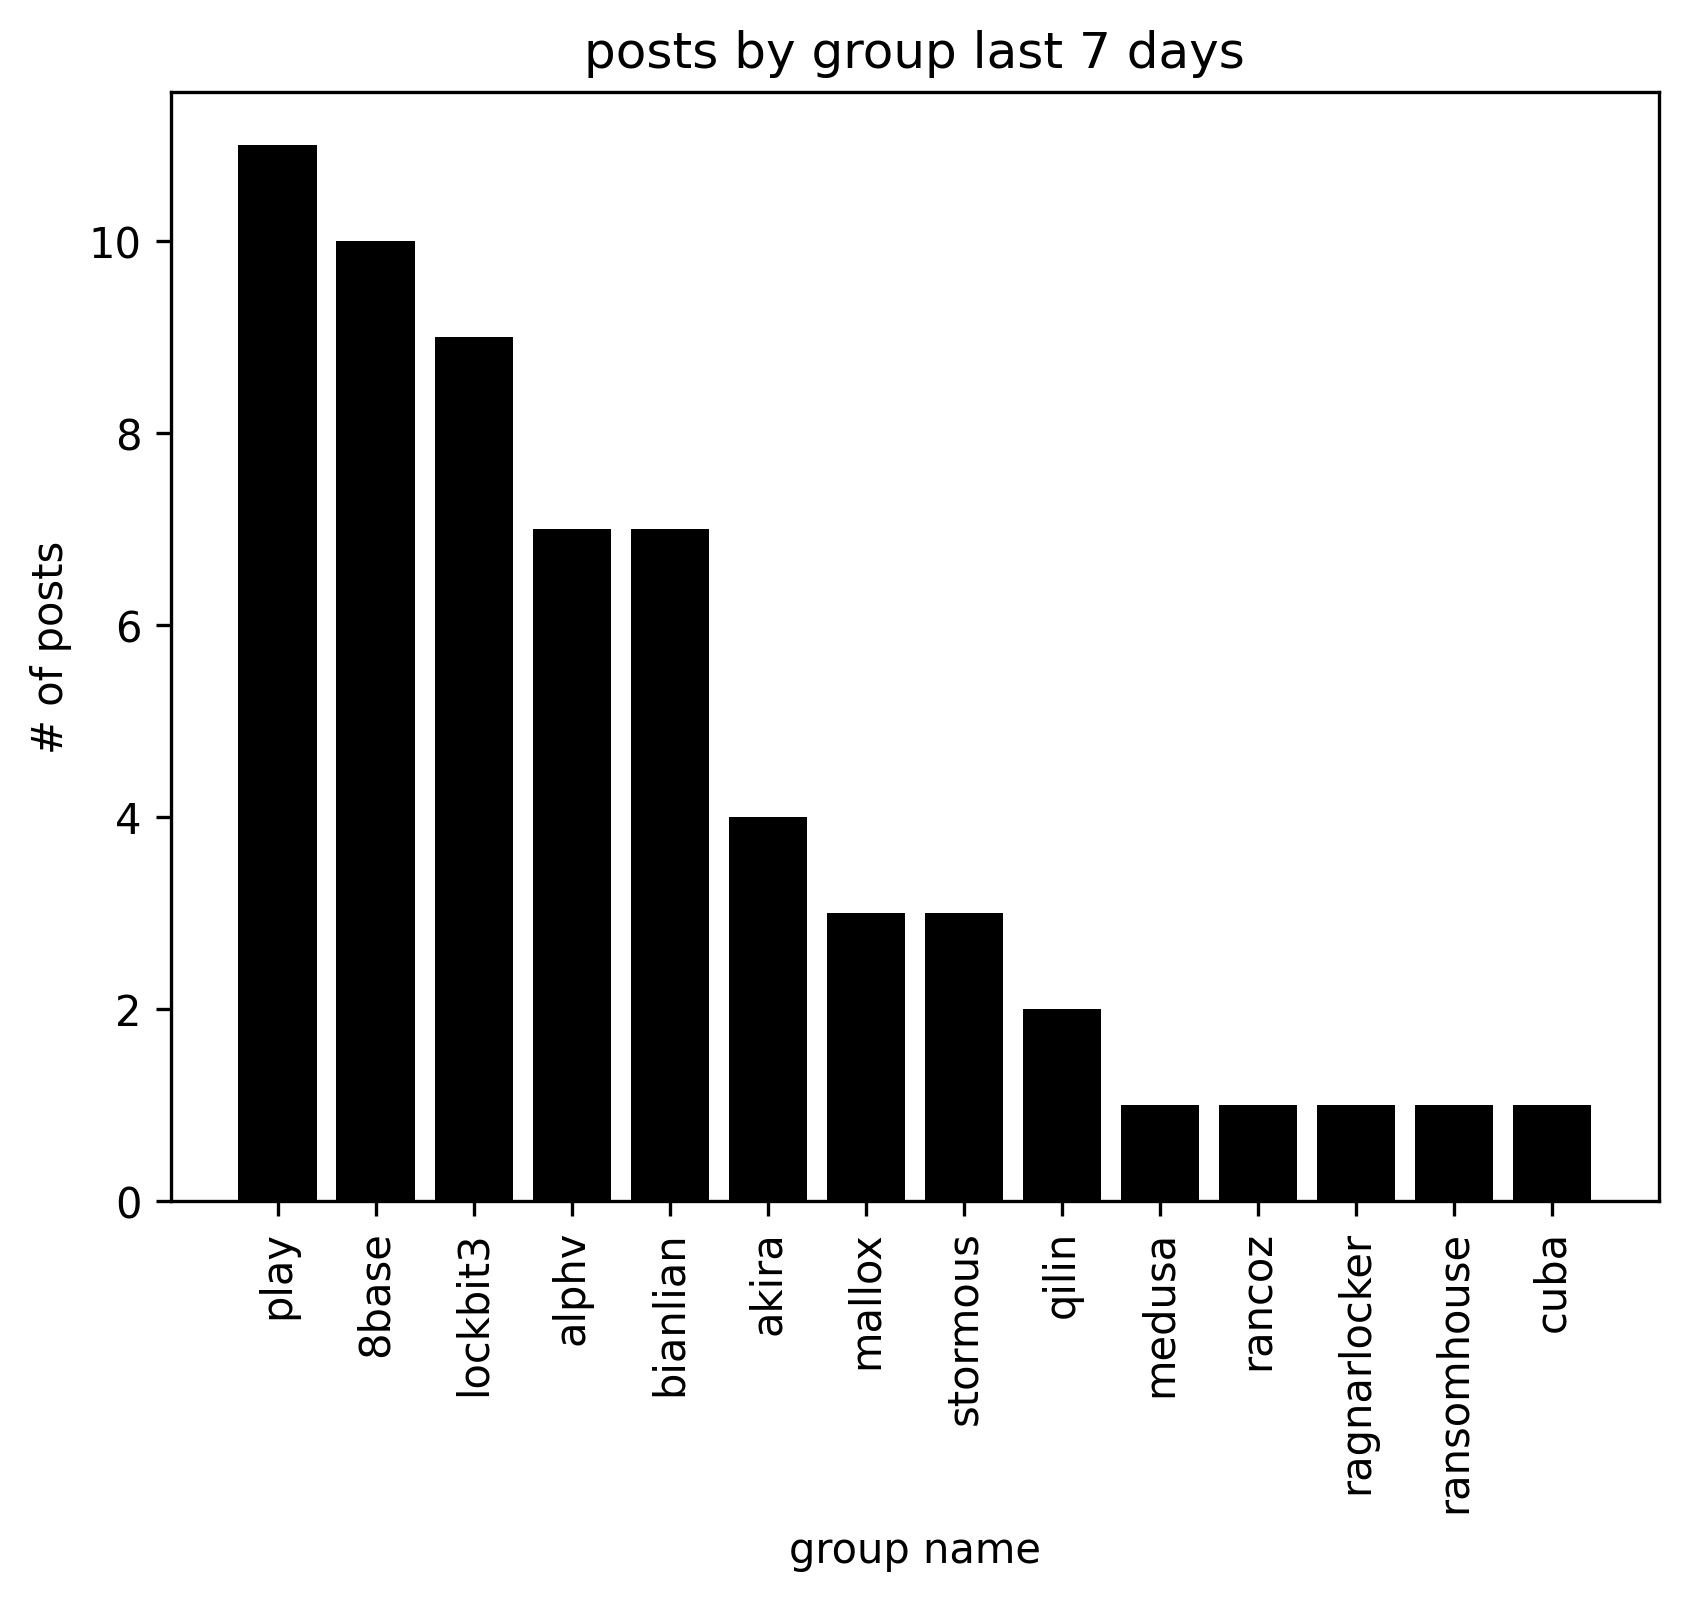 posts by group last 7 days
# of posts
10
8
6
4
2
0
play
8base
lockbit3
alphv
bianlian
akira
mallox
stormous
qilin
medusa
rancoz
ragnarlocker
ransomhouse
cuba
group name